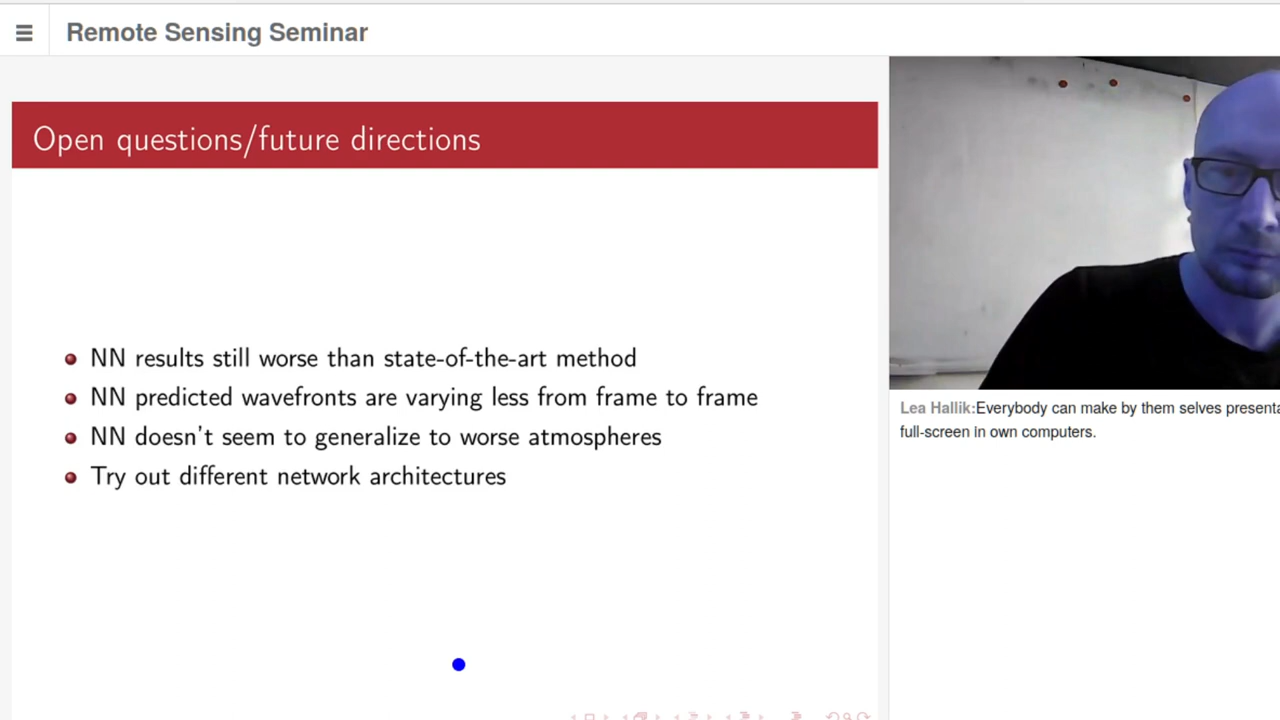 Remote Sensing Seminar
Open questions/future directions
NN results still worse than state-of-the-art method
NN predicted wavefronts are varying less from frame to frame
NN doesn't seem to generalize to worse atmospheres
Try out different network architectures
Lea Hallik:Everybody can make by them selves presenta
full-screen in own computers.